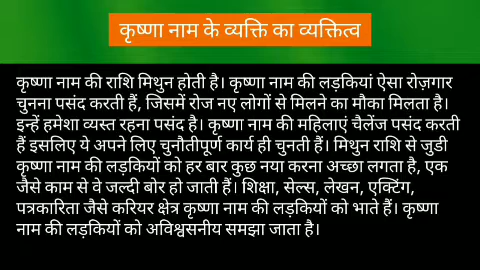 कृष्णा नाम के व्यक्ति का व्यक्तित्व
कृष्णा नाम की राशि मिथुन होती है। कृष्णा नाम की लड़कियां ऐसा रोज़गार
चुनना पसंद करती हैं, जिसमें रोज नए लोगों से मिलने का मौका मिलता है।
इन्हें हमेशा व्यस्त रहना पसंद है। कृष्णा नाम की महिलाएं चैलेंज पसंद करती
हैं इसलिए ये अपने लिए चुनौतीपूर्ण कार्य ही चुनती हैं। मिथुन राशि से जुडी
कृष्णा नाम की लड़कियों को हर बार कुछ नया करना अच्छा लगता है, एक
जैसे काम से वे जल्दी बोर हो जाती हैं। शिक्षा, सेल्स, लेखन, एक्टिंग,
पत्रकारिता जैसे करियर क्षेत्र कृष्णा नाम की लड़कियों को भाते हैं। कृष्णा
नाम की लड़कियों को अविश्वसनीय समझा जाता है।